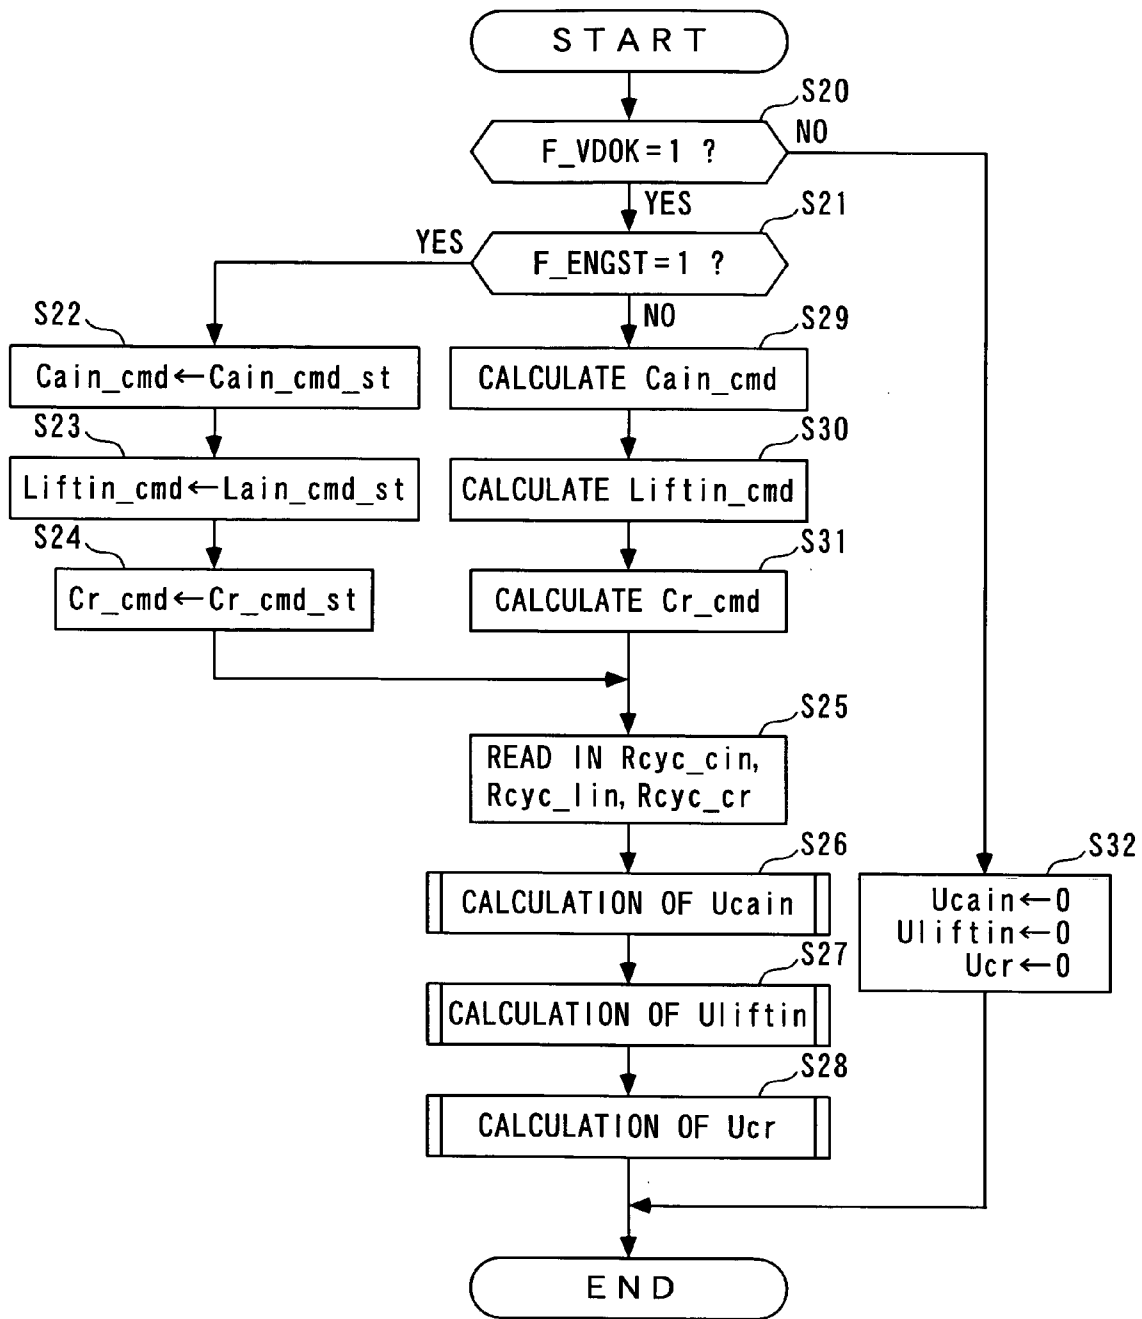 START
S20
F_VDOK=1 ?
NO
YES
S21
YES
F_ENGST=1 ?
NO
S22
Cain_cmd←Cain_cmd_st
S29
CALCULATE Cain_cmd
S23
Liftin_cmd←Lain_cmd_st
S30
CALCULATE Liftin_cmd
S24
Cr_cmd←Cr_cmd_st
S31
CALCULATE Cr_cmd
S25
READ IN Rcyc_cin,
Rcyc_lin, Rcyc_cr
S26
CALCULATION OF Ucain
S32
Ucain←0
Uliftin←0
Ucr←0
S27
CALCULATION OF Uliftin
S28
CALCULATION OF Ucr
END